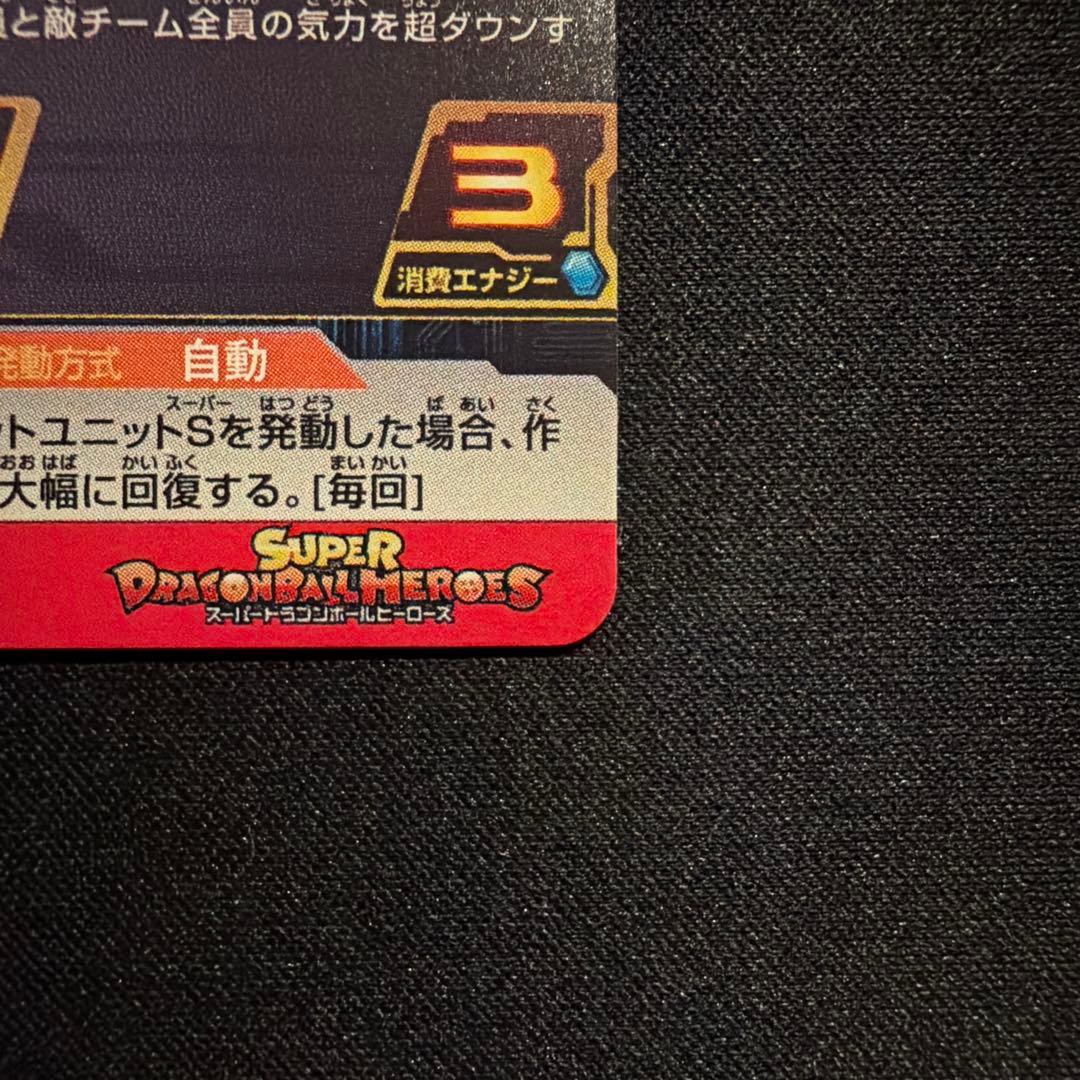 と敵チーム全員の気力を超ダウンす
3
消費エナジー
発動方式 自動
スーパー はつ どう ば あい さく
ットユニットSを発動した場合、作
おお はば かい ふく まい かい
大幅に回復する。[毎回]
SUPER
DRAGONBALL HEROES
スーパードラゴンボールヒーローズ